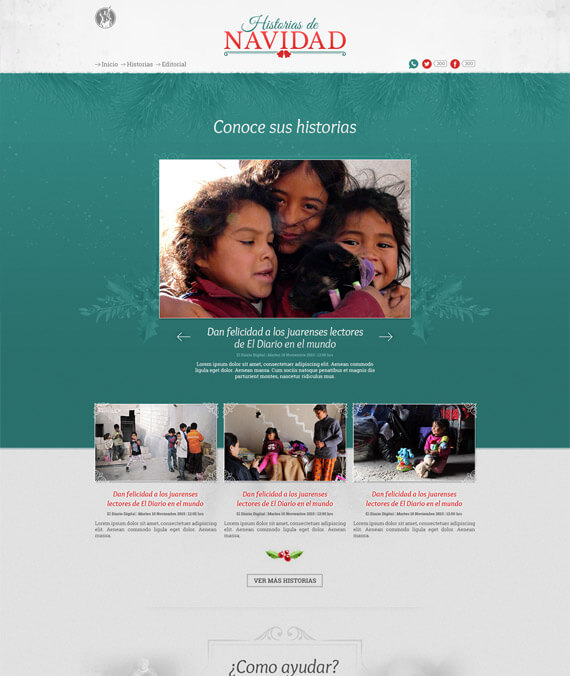 Historias de
NAVIDAD
Inicio Historias Editorial
300 300
Conoce sus historias
Dan felicidad a los juarenses lectores
de El Diario en el mundo
El Diario Digital | Martes 10 Noviembre 2015 | 12:00 hrs
Lorem ipsum dolor sit amet, consectetuer adipiscing elit. Aenean commodo
ligula eget dolor. Aenean massa. Cum sociis natoque penatibus et magnis dis
parturient montes, nascetur ridiculus mus.
Dan felicidad a los juarenses
lectores de El Diario en el mundo
El Diario Digital | Martes 10 Noviembre 2015 | 12:00 hrs
Lorem ipsum dolor sit amet, consectetuer adipiscing
elit. Aenean commodo ligula eget dolor. Aenean
massa.
Dan felicidad a los juarenses
lectores de El Diario en el mundo
El Diario Digital | Martes 10 Noviembre 2015 | 12:00 hrs
Lorem ipsum dolor sit amet, consectetuer adipiscing
elit. Aenean commodo ligula eget dolor. Aenean
massa.
Dan felicidad a los juarenses
lectores de El Diario en el mundo
El Diario Digital | Martes 10 Noviembre 2015 | 12:00 hrs
Lorem ipsum dolor sit amet, consectetuer adipiscing
elit. Aenean commodo ligula eget dolor. Aenean
massa.
VER MÁS HISTORIAS
¿Como ayudar?